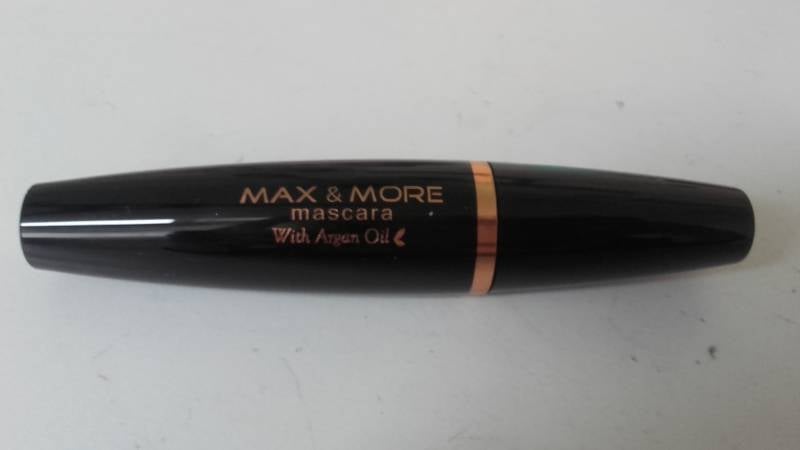 MAX & MORE
mascara
With Argan Oil